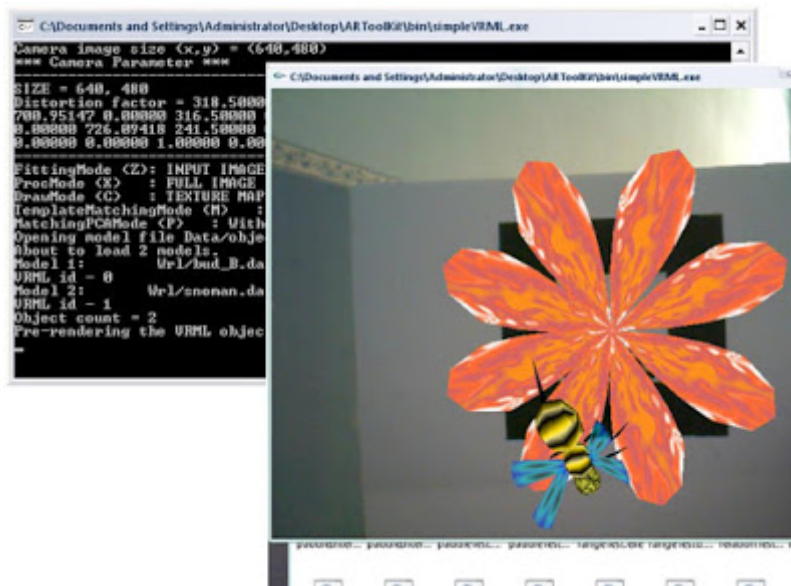 C:\Documents and Settings\Administrator\Desktop\ARToolKit\bin\simpleVRML.exe
Camera image size (x,y) = (640,480)
*** Camera Parameter ***
SIZE = 640, 480
Distortion factor = 318.50000
700.95147 0.00000 316.50000
0.00000 726.09418 241.50000
0.00000 0.00000 1.00000 0.00
FittingMode (Z): INPUT IMAGE
ProcMode (X) : FULL IMAGE
DrawMode (C) : TEXTURE MAP
TemplateMatchingMode (M) :
MatchingPCAMode (P) : With
Opening model file Data/objec
About to load 2 models.
Model 1: Wrl/bud_B.da
VRML id - 0
Model 2: Wrl/snoman.da
VRML id - 1
Object count = 2
Pre-rendering the VRML objec
C:\Documents and Settings\Administrator\Desktop\ARToolKit\bin\simpleVRML.exe